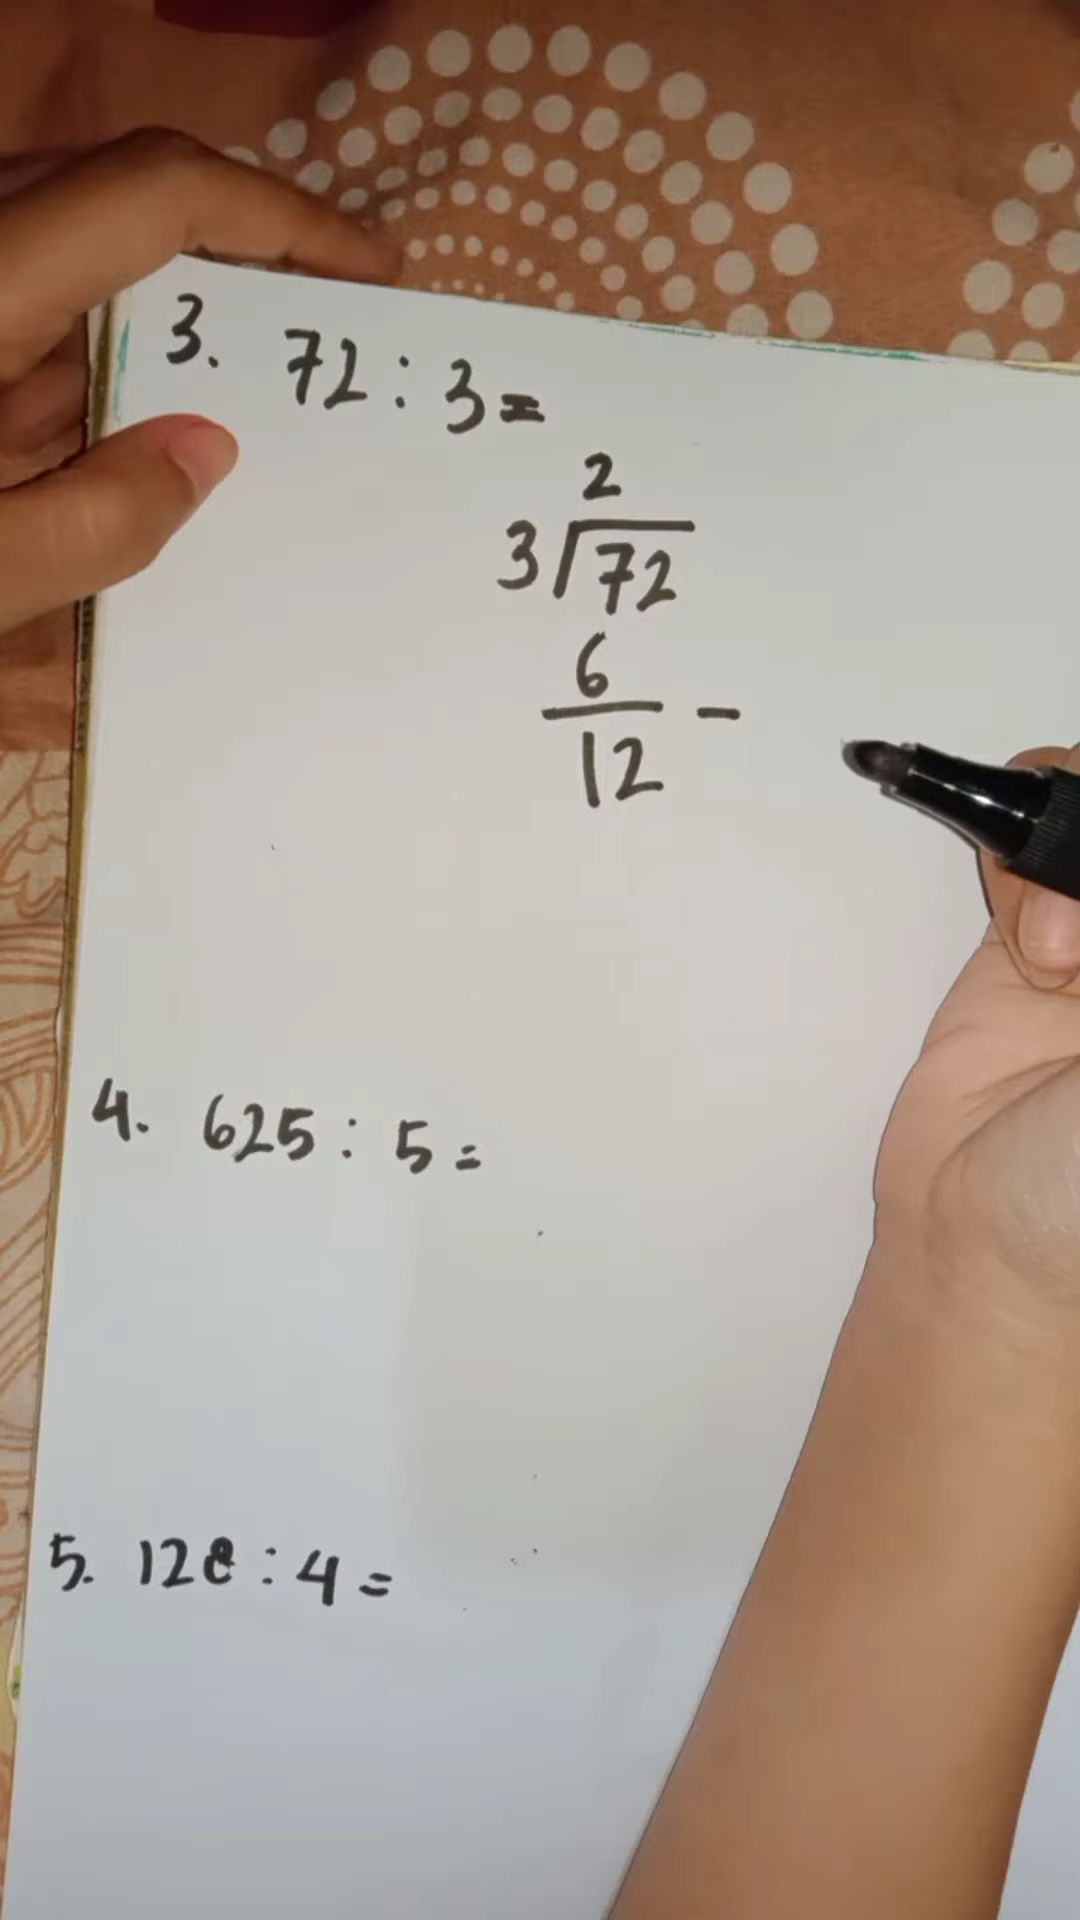 3. 72 : 3 =
2
3√72
6
12 −
4. 625 : 5 =
5. 128 : 4 =